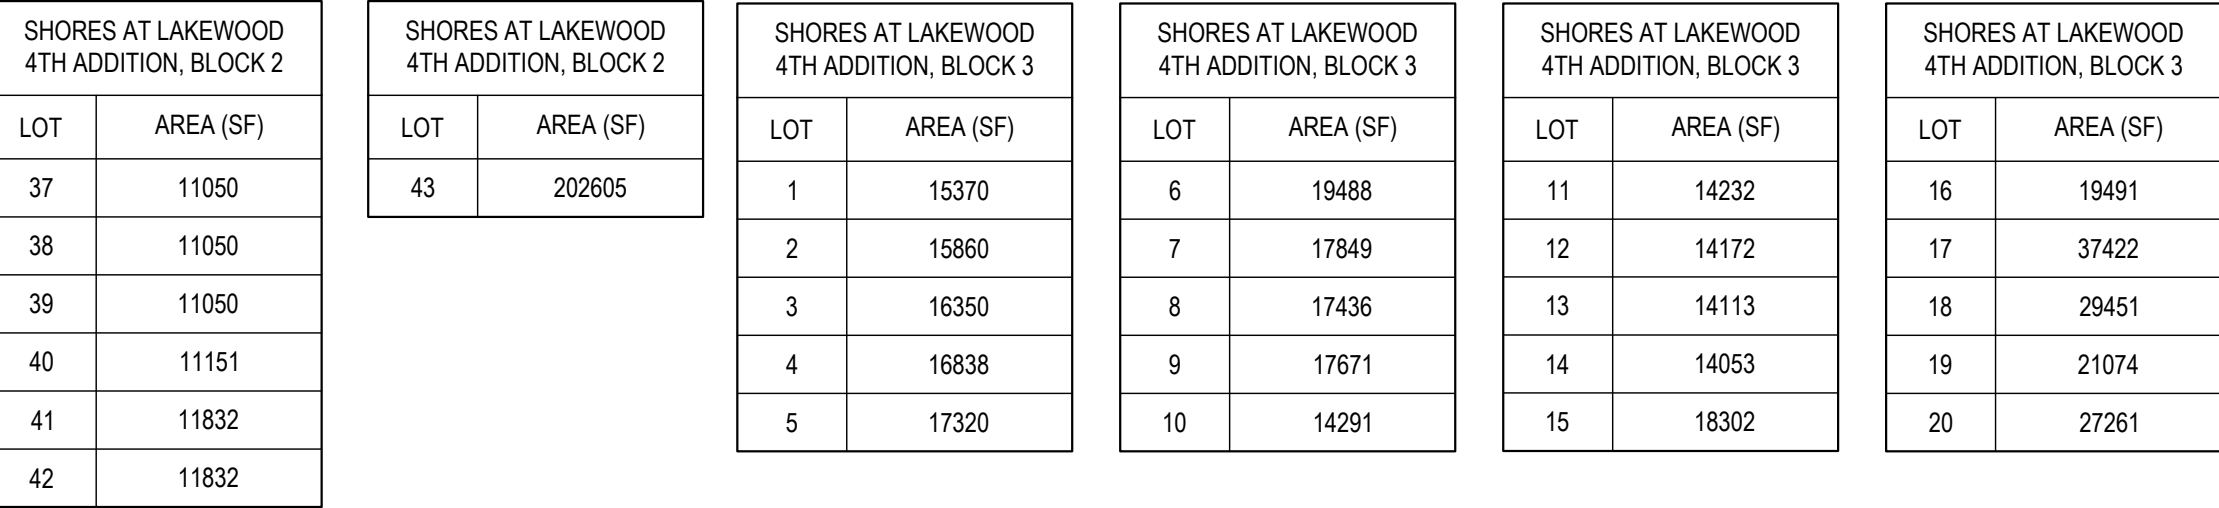 SHORES AT LAKEWOOD
4TH ADDITION, BLOCK 2
LOT AREA (SF)
37 11050
38 11050
39 11050
40 11151
41 11832
42 11832
SHORES AT LAKEWOOD
4TH ADDITION, BLOCK 2
LOT AREA (SF)
43 202605
SHORES AT LAKEWOOD
4TH ADDITION, BLOCK 3
LOT AREA (SF)
1 15370
2 15860
3 16350
4 16838
5 17320
SHORES AT LAKEWOOD
4TH ADDITION, BLOCK 3
LOT AREA (SF)
6 19488
7 17849
8 17436
9 17671
10 14291
SHORES AT LAKEWOOD
4TH ADDITION, BLOCK 3
LOT AREA (SF)
11 14232
12 14172
13 14113
14 14053
15 18302
SHORES AT LAKEWOOD
4TH ADDITION, BLOCK 3
LOT AREA (SF)
16 19491
17 37422
18 29451
19 21074
20 27261